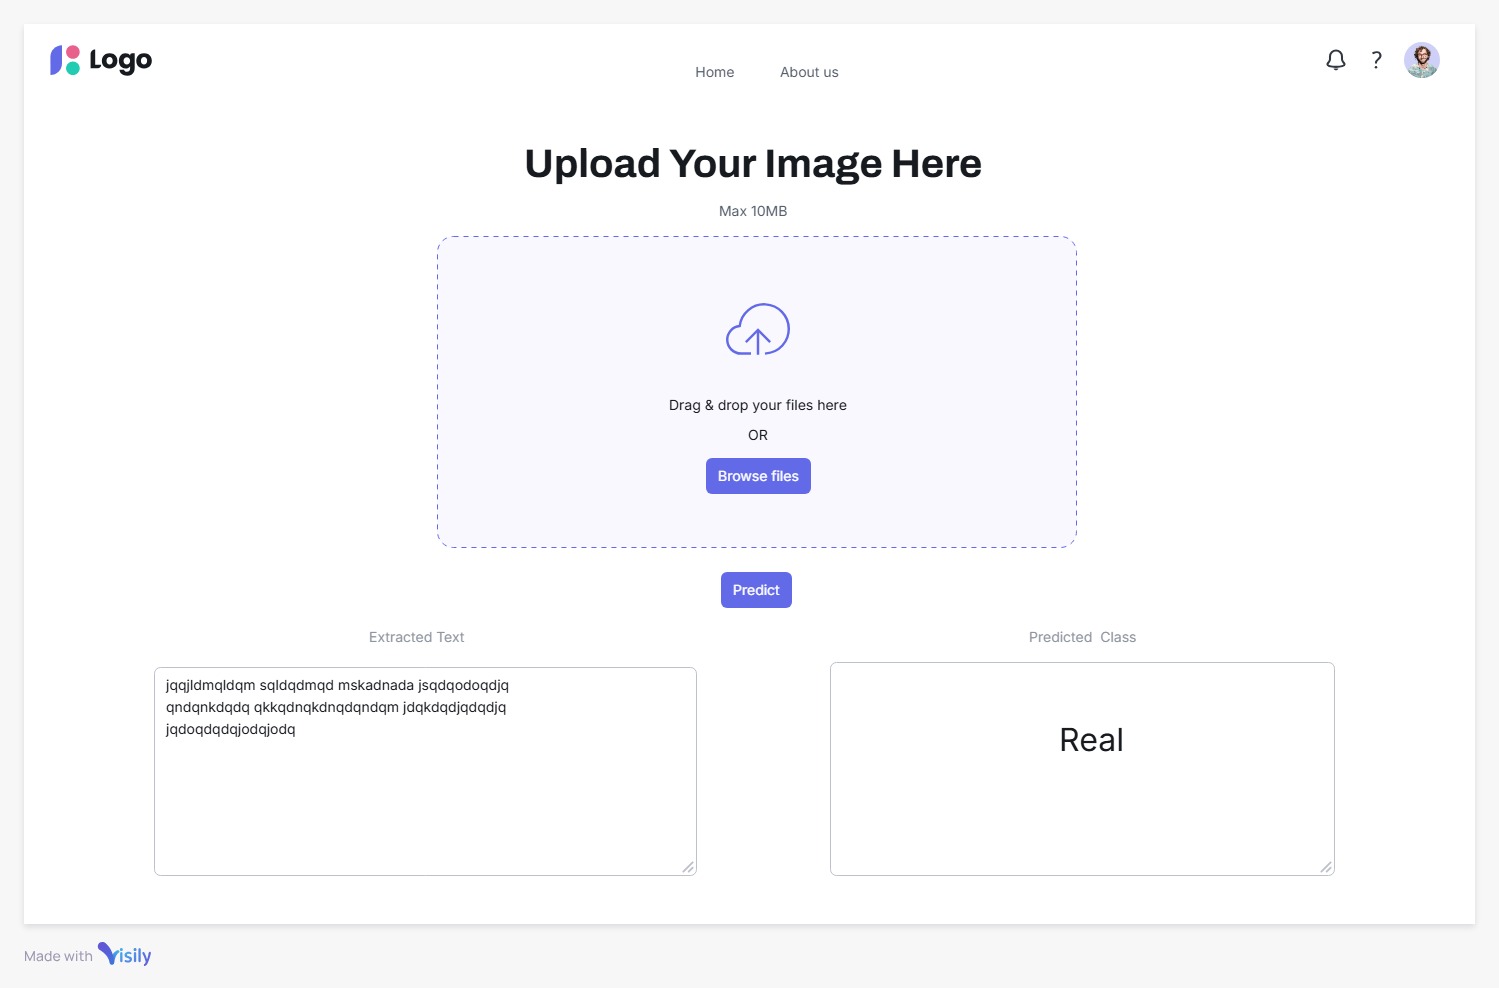 Logo
Home
About us
?
Upload Your Image Here
Max 10MB
Drag & drop your files here
OR
Browse files
Predict
Extracted Text
Predicted Class
jqqjldmqldqm sqldqdmqd mskadnada jsqdqodoqdjq
qndqnkdqdq qkkqdnqkdnqdqndqm jdqkdqdjqdqdjq
jqdoqdqdqjodqjodq
Real
Made with Visily